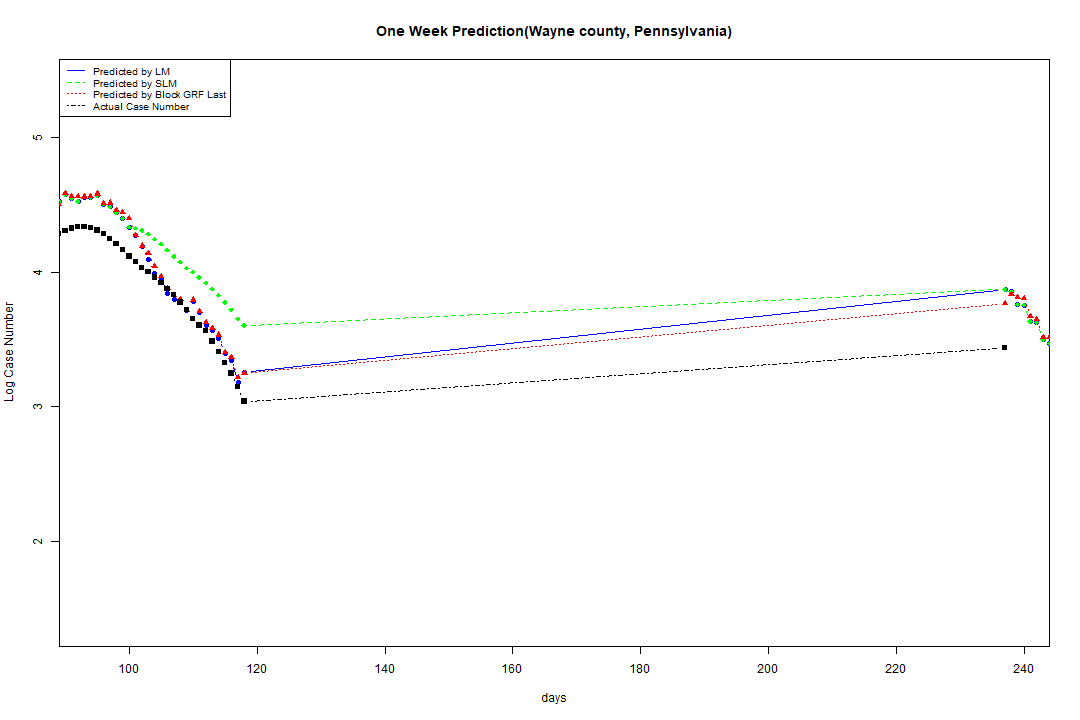 One Week Prediction(Wayne county, Pennsylvania)
Predicted by LM
Predicted by SLM
Predicted by Block GRF Last
Actual Case Number
5
4
3
2
Log Case Number
100 120 140 160 180 200 220 240
days